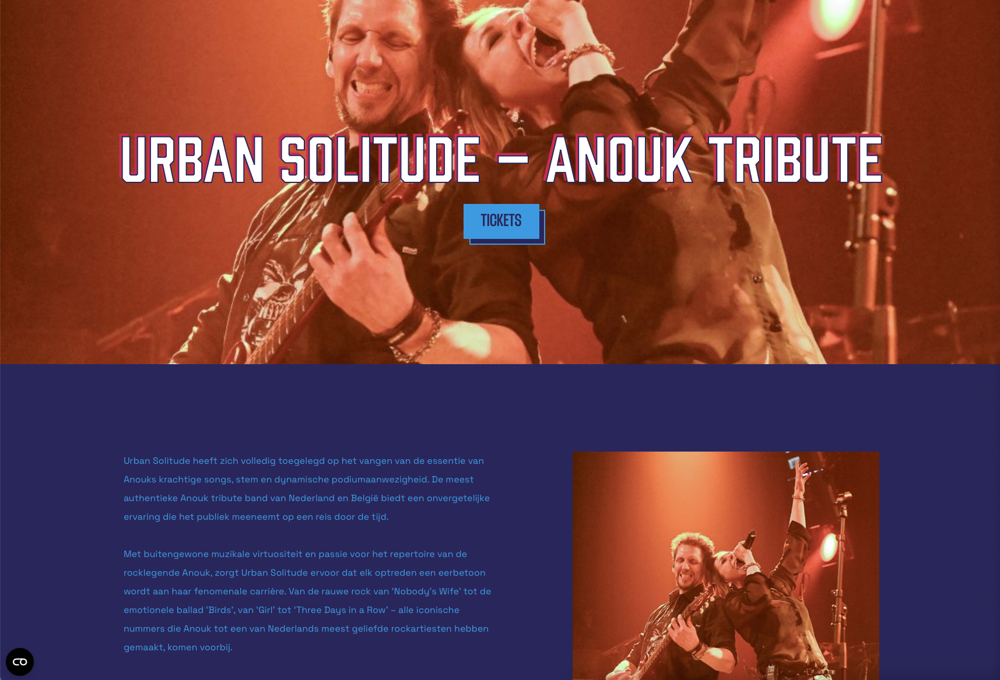 URBAN SOLITUDE – ANOUK TRIBUTE
TICKETS
Urban Solitude heeft zich volledig toegelegd op het vangen van de essentie van
Anouks krachtige songs, stem en dynamische podiumaanwezigheid. De meest
authentieke Anouk tribute band van Nederland en België biedt een onvergetelijke
ervaring die het publiek meeneemt op een reis door de tijd.
Met buitengewone muzikale virtuositeit en passie voor het repertoire van de
rocklegende Anouk, zorgt Urban Solitude ervoor dat elk optreden een eerbetoon
wordt aan haar fenomenale carrière. Van de rauwe rock van ‘Nobody’s Wife’ tot de
emotionele ballad ‘Birds’, van ‘Girl’ tot ‘Three Days in a Row’ – alle iconische
nummers die Anouk tot een van Nederlands meest geliefde rockartiesten hebben
gemaakt, komen voorbij.